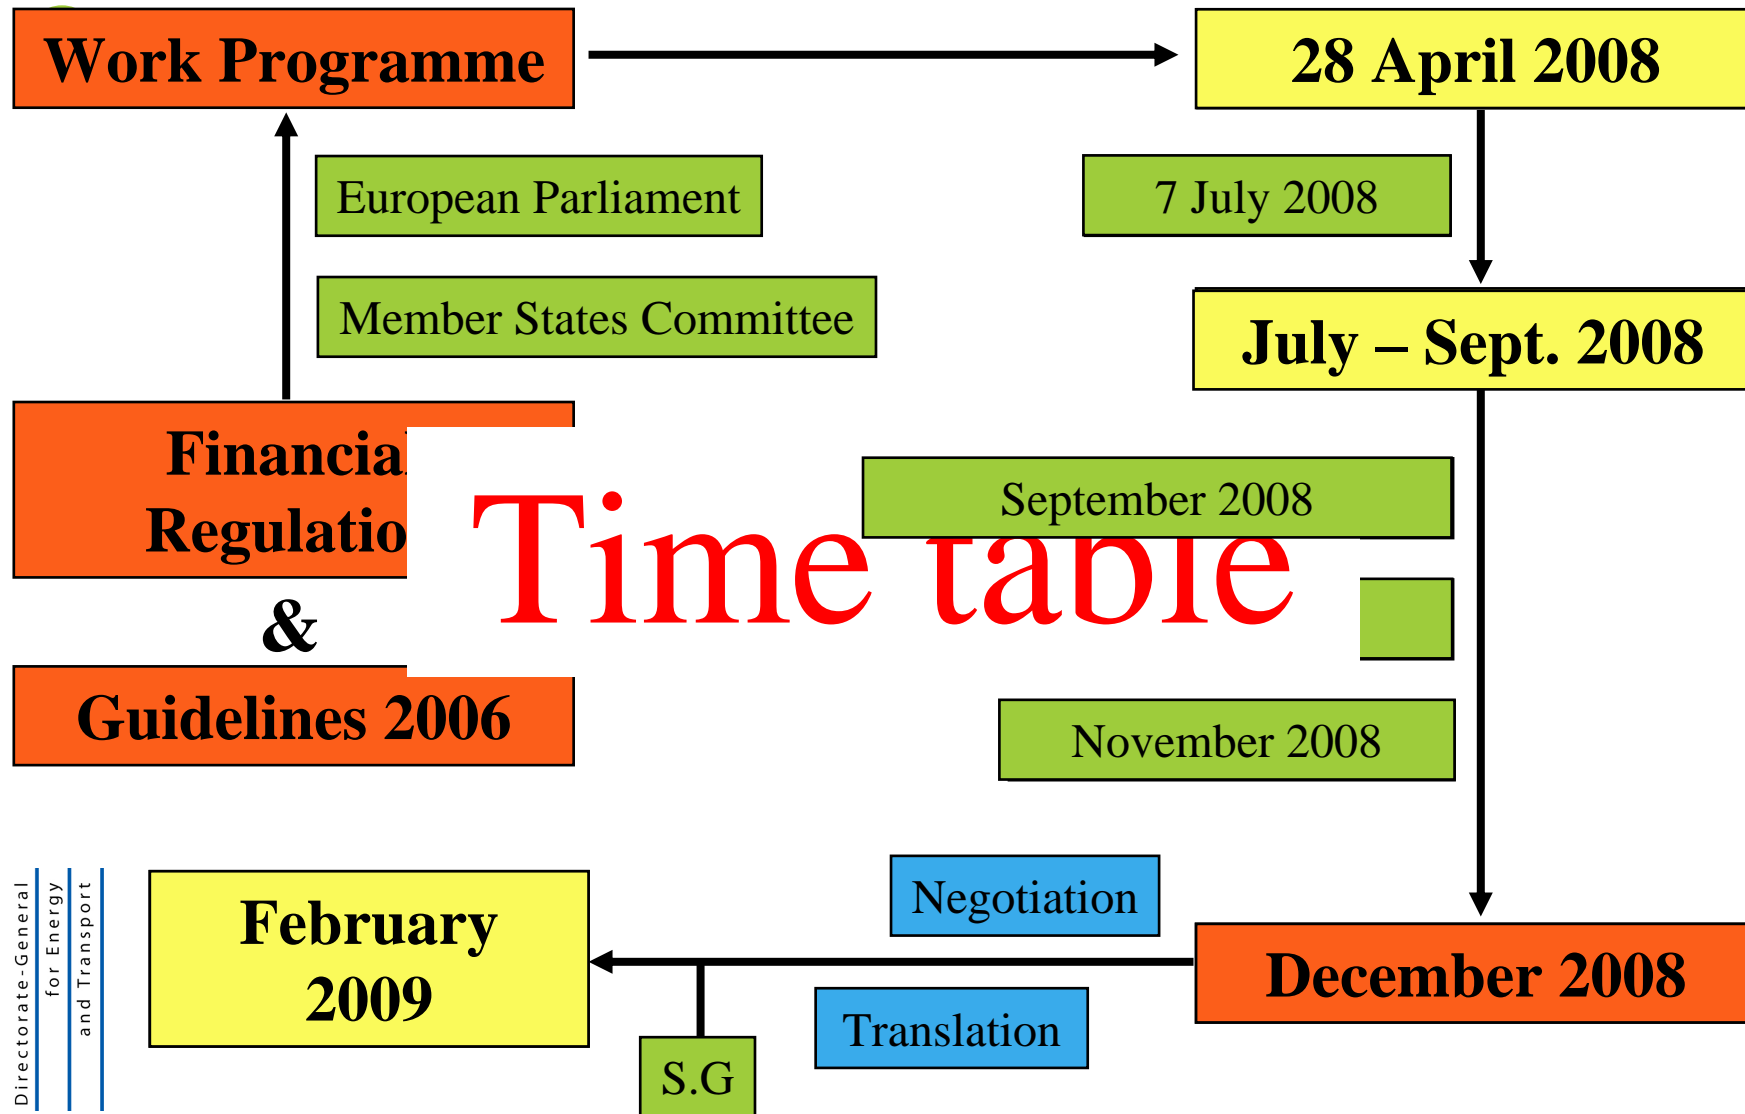 Work Programme
28 April 2008
European Parliament
7 July 2008
Member States Committee
July – Sept. 2008
Financial
Regulatio
&
Guidelines 2006
Time table
September 2008
November 2008
Negotiation
February
2009
December 2008
Translation
S.G
Directorate-General
for Energy
and Transport